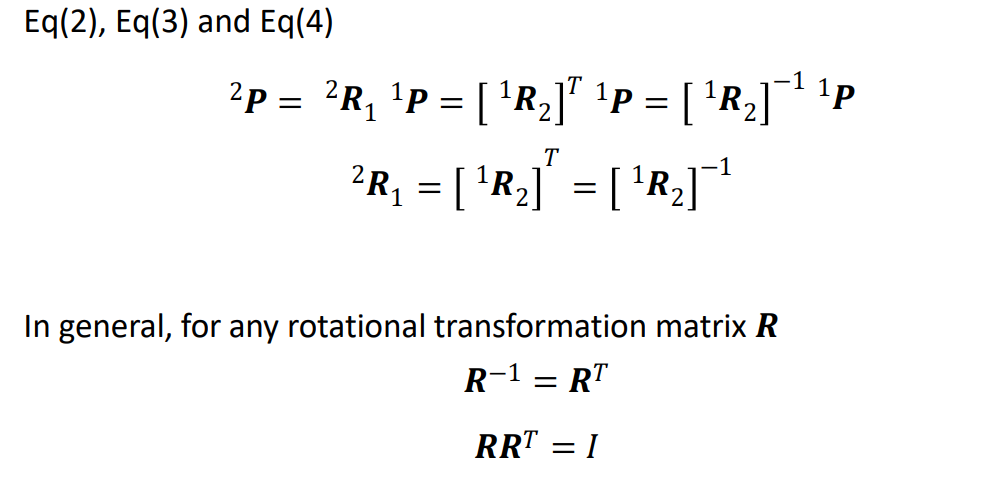 Eq(2), Eq(3) and Eq(4)
²P = ²R₁ ¹P = [ ¹R₂]ᵀ ¹P = [ ¹R₂]⁻¹ ¹P
²R₁ = [ ¹R₂]ᵀ = [ ¹R₂]⁻¹
In general, for any rotational transformation matrix R
R⁻¹ = Rᵀ
RRᵀ = I